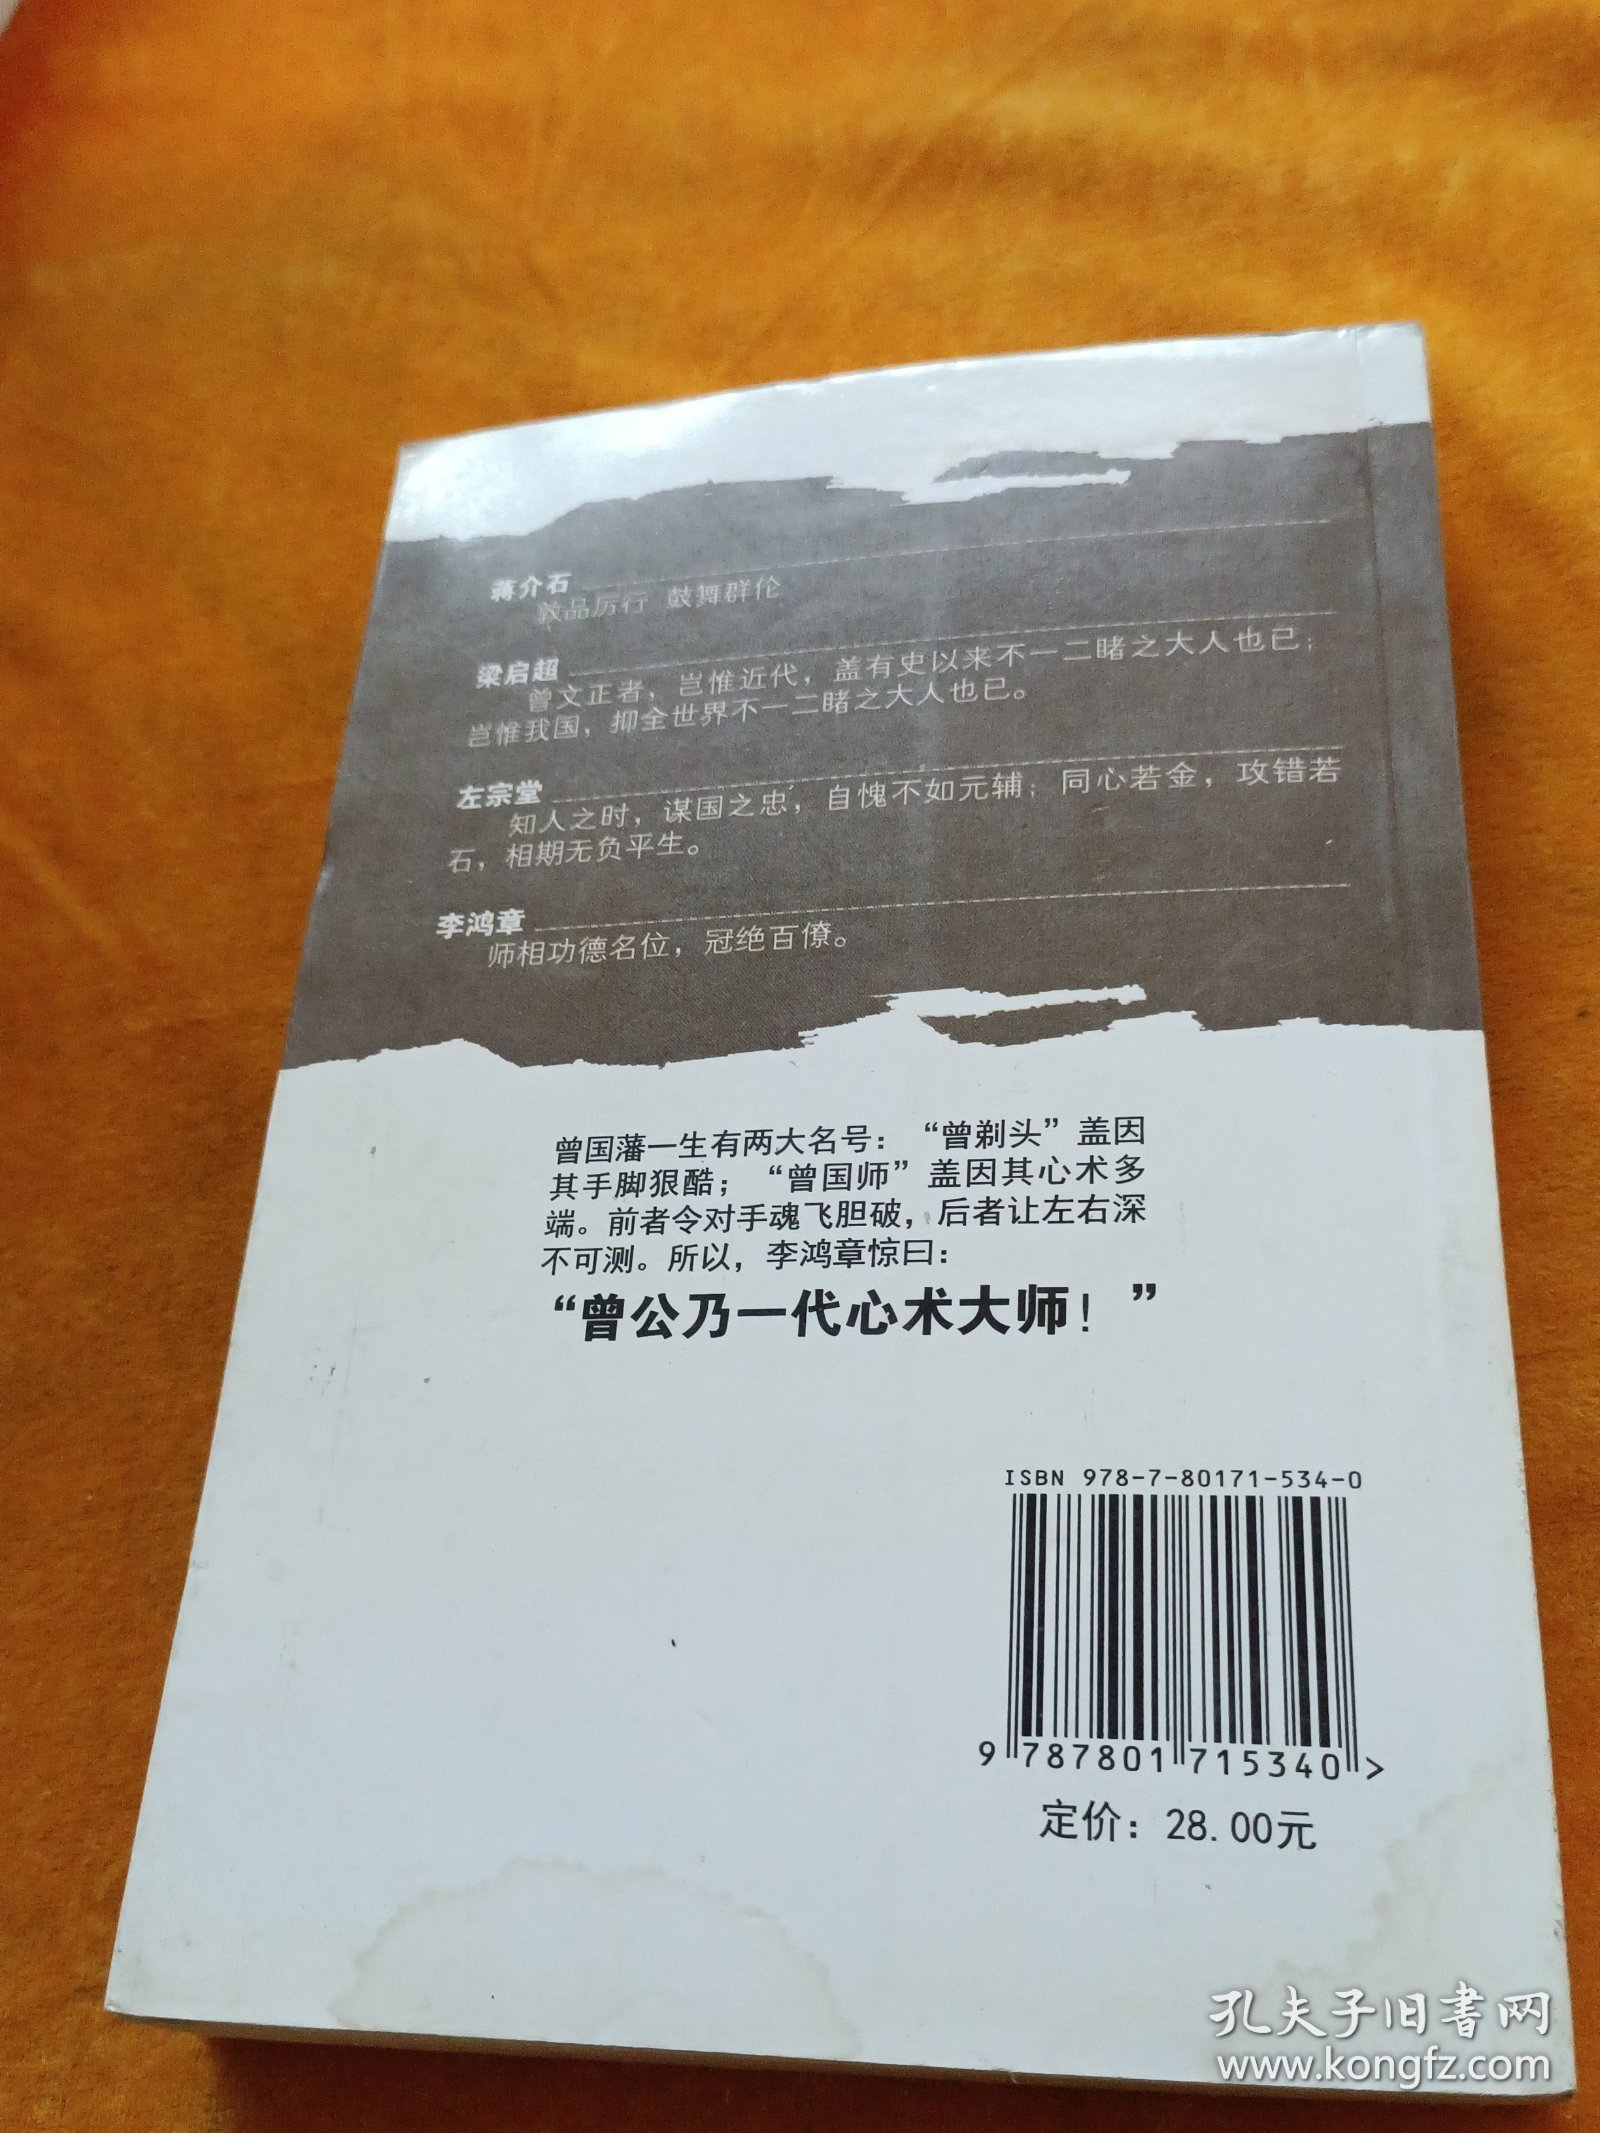 蒋介石
敦品厉行 鼓舞群伦
梁启超
曾文正者，岂惟近代，盖有史以来不一二睹之大人也已；
岂惟我国，抑全世界不一二睹之大人也已。
左宗堂
知人之时，谋国之忠，自愧不如元辅；同心若金，攻错若
石，相期无负平生。
李鸿章
师相功德名位，冠绝百僚。
曾国藩一生有两大名号：“曾剃头”盖因
其手脚狠酷；“曾国师”盖因其心术多
端。前者令对手魂飞胆破，后者让左右深
不可测。所以，李鸿章惊曰：
“曾公乃一代心术大师！”
ISBN 978-7-80171-534-0
9 787801 715340 >
定价：28.00元
孔夫子旧书网
www.kongfz.com